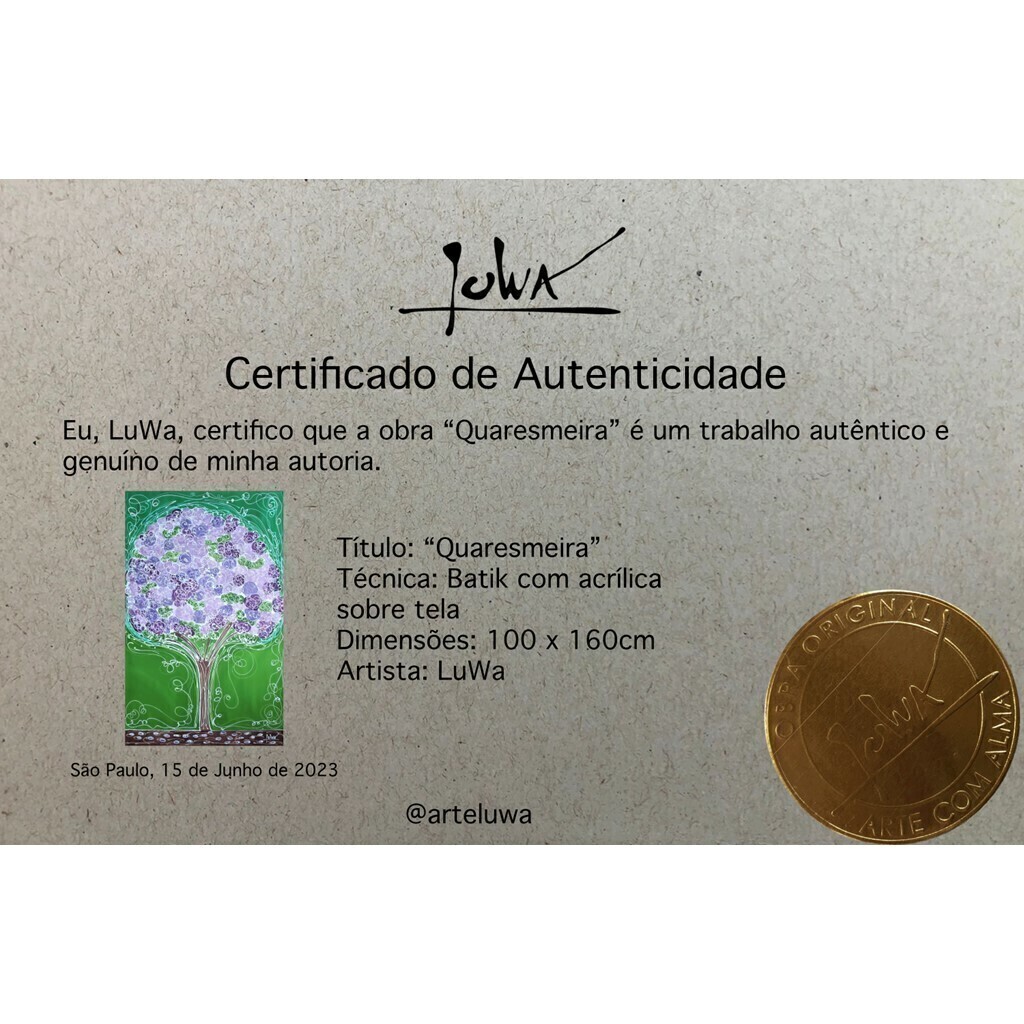 LuWA
Certificado de Autenticidade
Eu, LuWa, certifico que a obra “Quaresmeira” é um trabalho autêntico e
genuíno de minha autoria.
Título: “Quaresmeira”
Técnica: Batik com acrílica
sobre tela
Dimensões: 100 x 160cm
Artista: LuWa
OBRA ORIGINAL
LuWA
ARTE COM ALMA
São Paulo, 15 de Junho de 2023
@arteluwa